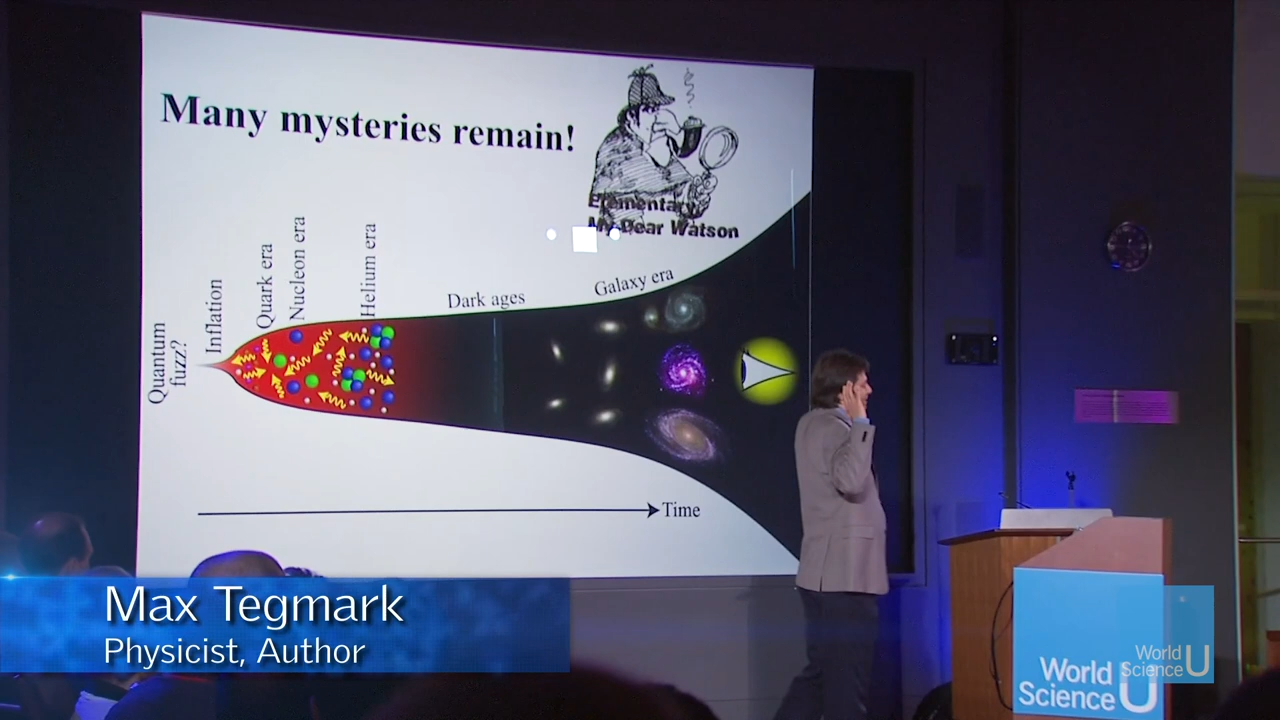 Many mysteries remain!
Elementary,
My Dear Watson
Quantum
fuzz?
Inflation
Quark era
Nucleon era
Helium era
Dark ages
Galaxy era
Time
Max Tegmark
Physicist, Author
World
Science U
World
Science U